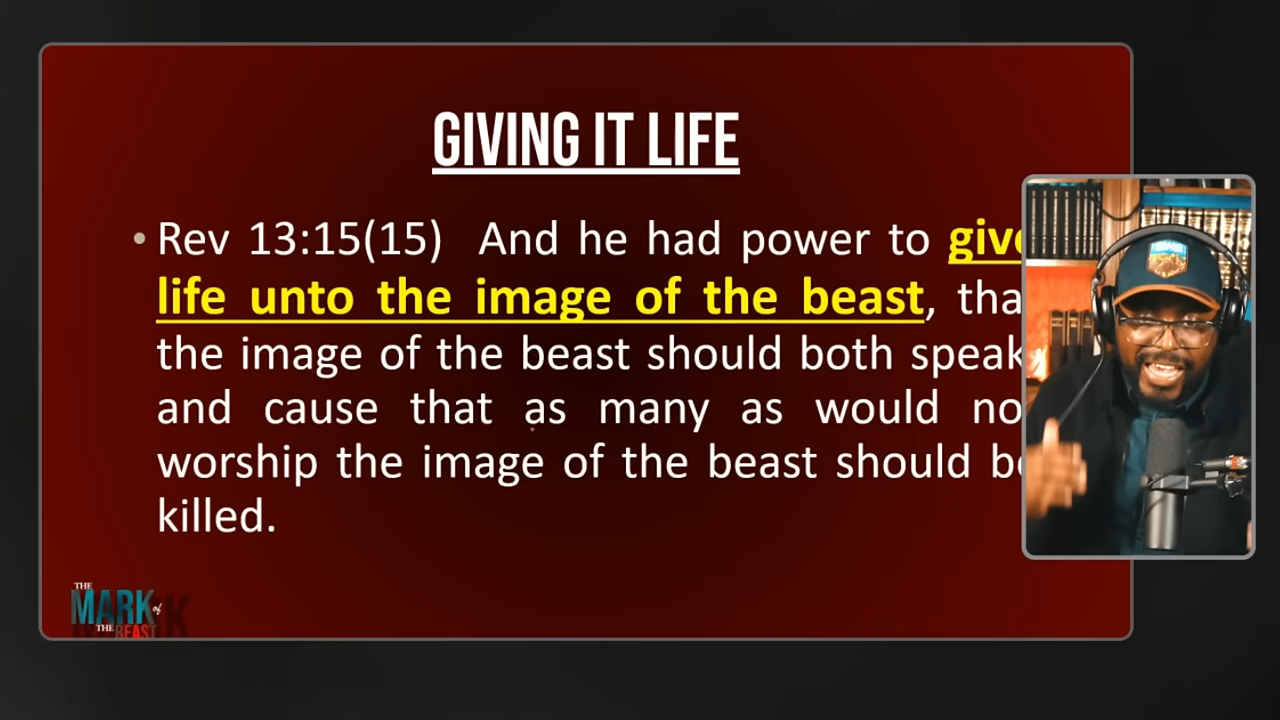 GIVING IT LIFE
• Rev 13:15(15) And he had power to give
life unto the image of the beast, tha
the image of the beast should both speak
and cause that as many as would no
worship the image of the beast should be
killed.
THE
MARK of
THE BEAST